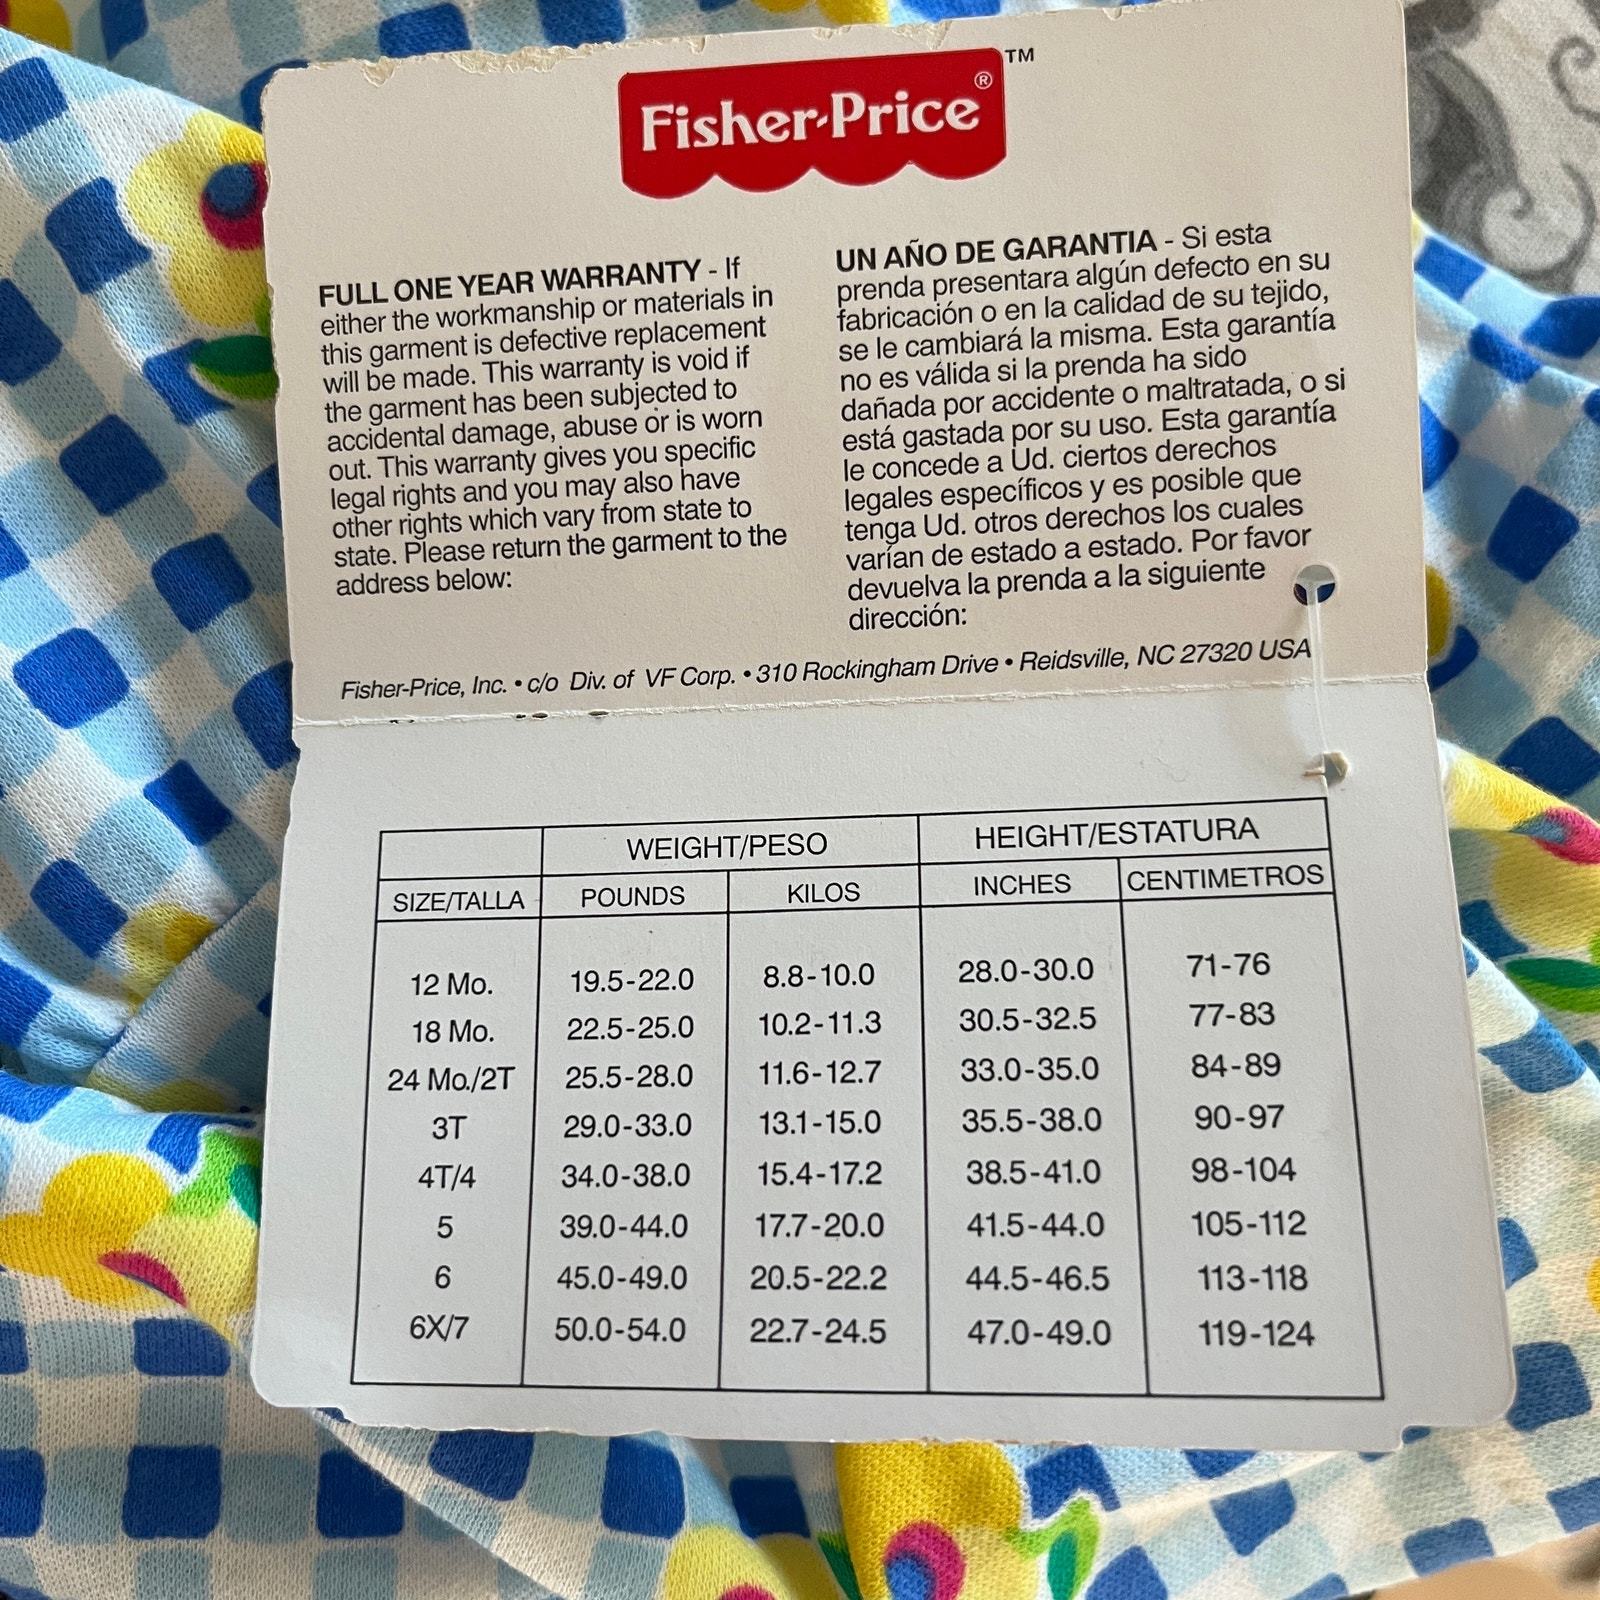 Fisher-Price® ™
FULL ONE YEAR WARRANTY - If
either the workmanship or materials in
this garment is defective replacement
will be made. This warranty is void if
the garment has been subjected to
accidental damage, abuse or is worn
out. This warranty gives you specific
legal rights and you may also have
other rights which vary from state to
state. Please return the garment to the
address below:
UN AÑO DE GARANTIA - Si esta
prenda presentara algún defecto en su
fabricación o en la calidad de su tejido,
se le cambiará la misma. Esta garantía
no es válida si la prenda ha sido
dañada por accidente o maltratada, o si
está gastada por su uso. Esta garantía
le concede a Ud. ciertos derechos
legales específicos y es posible que
tenga Ud. otros derechos los cuales
varían de estado a estado. Por favor
devuelva la prenda a la siguiente
dirección:
Fisher-Price, Inc. • c/o Div. of VF Corp. • 310 Rockingham Drive • Reidsville, NC 27320 USA
WEIGHT/PESO HEIGHT/ESTATURA
SIZE/TALLA POUNDS KILOS INCHES CENTIMETROS
12 Mo. 19.5-22.0 8.8-10.0 28.0-30.0 71-76
18 Mo. 22.5-25.0 10.2-11.3 30.5-32.5 77-83
24 Mo./2T 25.5-28.0 11.6-12.7 33.0-35.0 84-89
3T 29.0-33.0 13.1-15.0 35.5-38.0 90-97
4T/4 34.0-38.0 15.4-17.2 38.5-41.0 98-104
5 39.0-44.0 17.7-20.0 41.5-44.0 105-112
6 45.0-49.0 20.5-22.2 44.5-46.5 113-118
6X/7 50.0-54.0 22.7-24.5 47.0-49.0 119-124